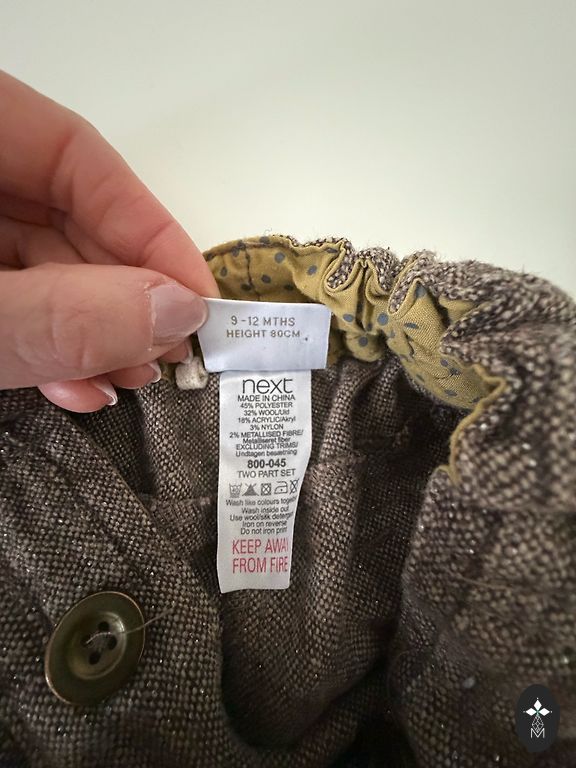 9-12 MTHS
HEIGHT 80CM
next
MADE IN CHINA
45% POLYESTER
32% WOOL/Uld
18% ACRYLIC/Akryl
3% NYLON
2% METALLISED FIBRE/
Metalliseret fiber
EXCLUDING TRIMS/
Undtagen besætning
800-045
TWO PART SET
Wash like colours together
Wash inside out
Use wool/silk detergent
Iron on reverse
Do not iron print
KEEP AWAY
FROM FIRE
M